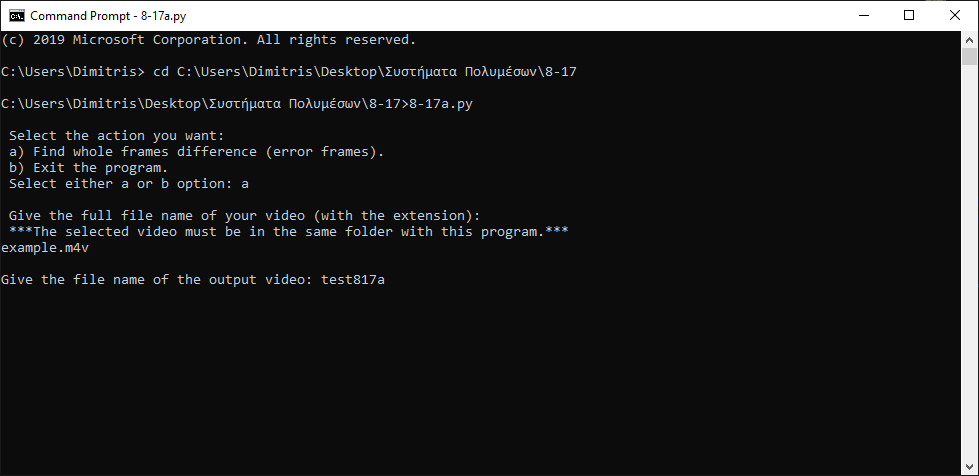 Command Prompt - 8-17a.py
(c) 2019 Microsoft Corporation. All rights reserved.
C:\Users\Dimitris> cd C:\Users\Dimitris\Desktop\Συστήματα Πολυμέσων\8-17
C:\Users\Dimitris\Desktop\Συστήματα Πολυμέσων\8-17>8-17a.py
Select the action you want:
a) Find whole frames difference (error frames).
b) Exit the program.
Select either a or b option: a
Give the full file name of your video (with the extension):
***The selected video must be in the same folder with this program.***
example.m4v
Give the file name of the output video: test817a